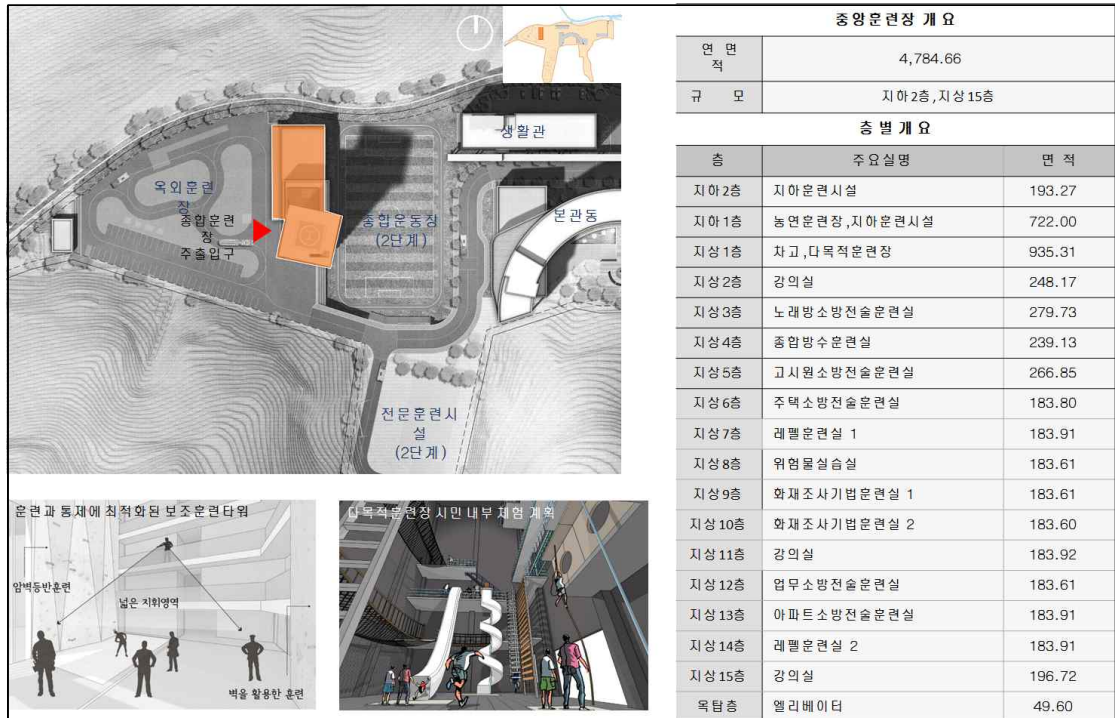 생활관
옥외훈련
장
종합훈련
장
주출입구
종합운동장
(2단계)
본관동
전문훈련시
설
(2단계)
훈련과 통제에 최적화된 보조훈련타워
암벽등반훈련
넓은 지휘영역
벽을 활용한 훈련
다목적훈련장 시민 내부 체험 계획
중앙훈련장 개요
연 면
적
4,784.66
규 모
지하2층,지상15층
층별개요
층 주요실명 면 적
지하2층 지하훈련시설 193.27
지하1층 농연훈련장,지하훈련시설 722.00
지상1층 차고,다목적훈련장 935.31
지상2층 강의실 248.17
지상3층 노래방소방전술훈련실 279.73
지상4층 종합방수훈련실 239.13
지상5층 고시원소방전술훈련실 266.85
지상6층 주택소방전술훈련실 183.80
지상7층 레펠훈련실 1 183.91
지상8층 위험물실습실 183.61
지상9층 화재조사기법훈련실 1 183.61
지상10층 화재조사기법훈련실 2 183.60
지상11층 강의실 183.92
지상12층 업무소방전술훈련실 183.61
지상13층 아파트소방전술훈련실 183.91
지상14층 레펠훈련실 2 183.91
지상15층 강의실 196.72
옥탑층 엘리베이터 49.60